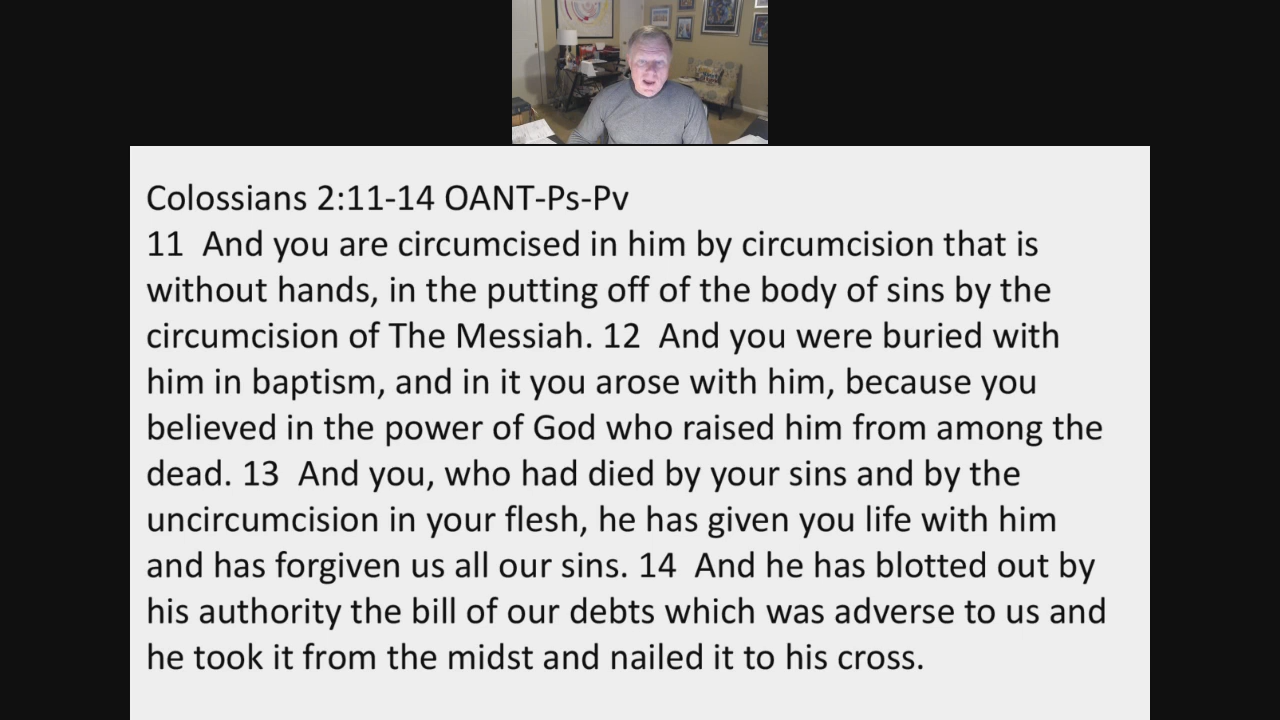 Colossians 2:11-14 OANT-Ps-Pv
11  And you are circumcised in him by circumcision that is
without hands, in the putting off of the body of sins by the
circumcision of The Messiah. 12  And you were buried with
him in baptism, and in it you arose with him, because you
believed in the power of God who raised him from among the
dead. 13  And you, who had died by your sins and by the
uncircumcision in your flesh, he has given you life with him
and has forgiven us all our sins. 14  And he has blotted out by
his authority the bill of our debts which was adverse to us and
he took it from the midst and nailed it to his cross.